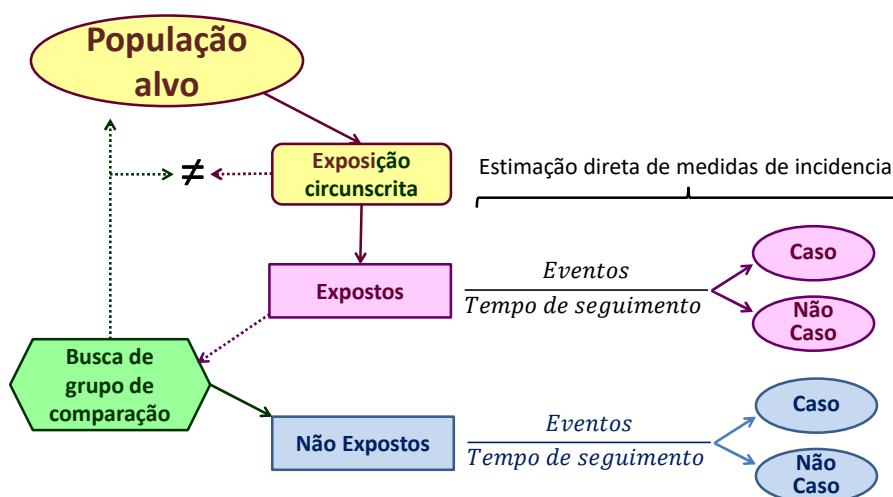 População
alvo
≠
Exposição
circunscrita
Estimação direta de medidas de incidencia
Expostos
Eventos
Tempo de seguimento
Caso
Não
Caso
Busca de
grupo de
comparação
Não Expostos
Eventos
Tempo de seguimento
Caso
Não
Caso